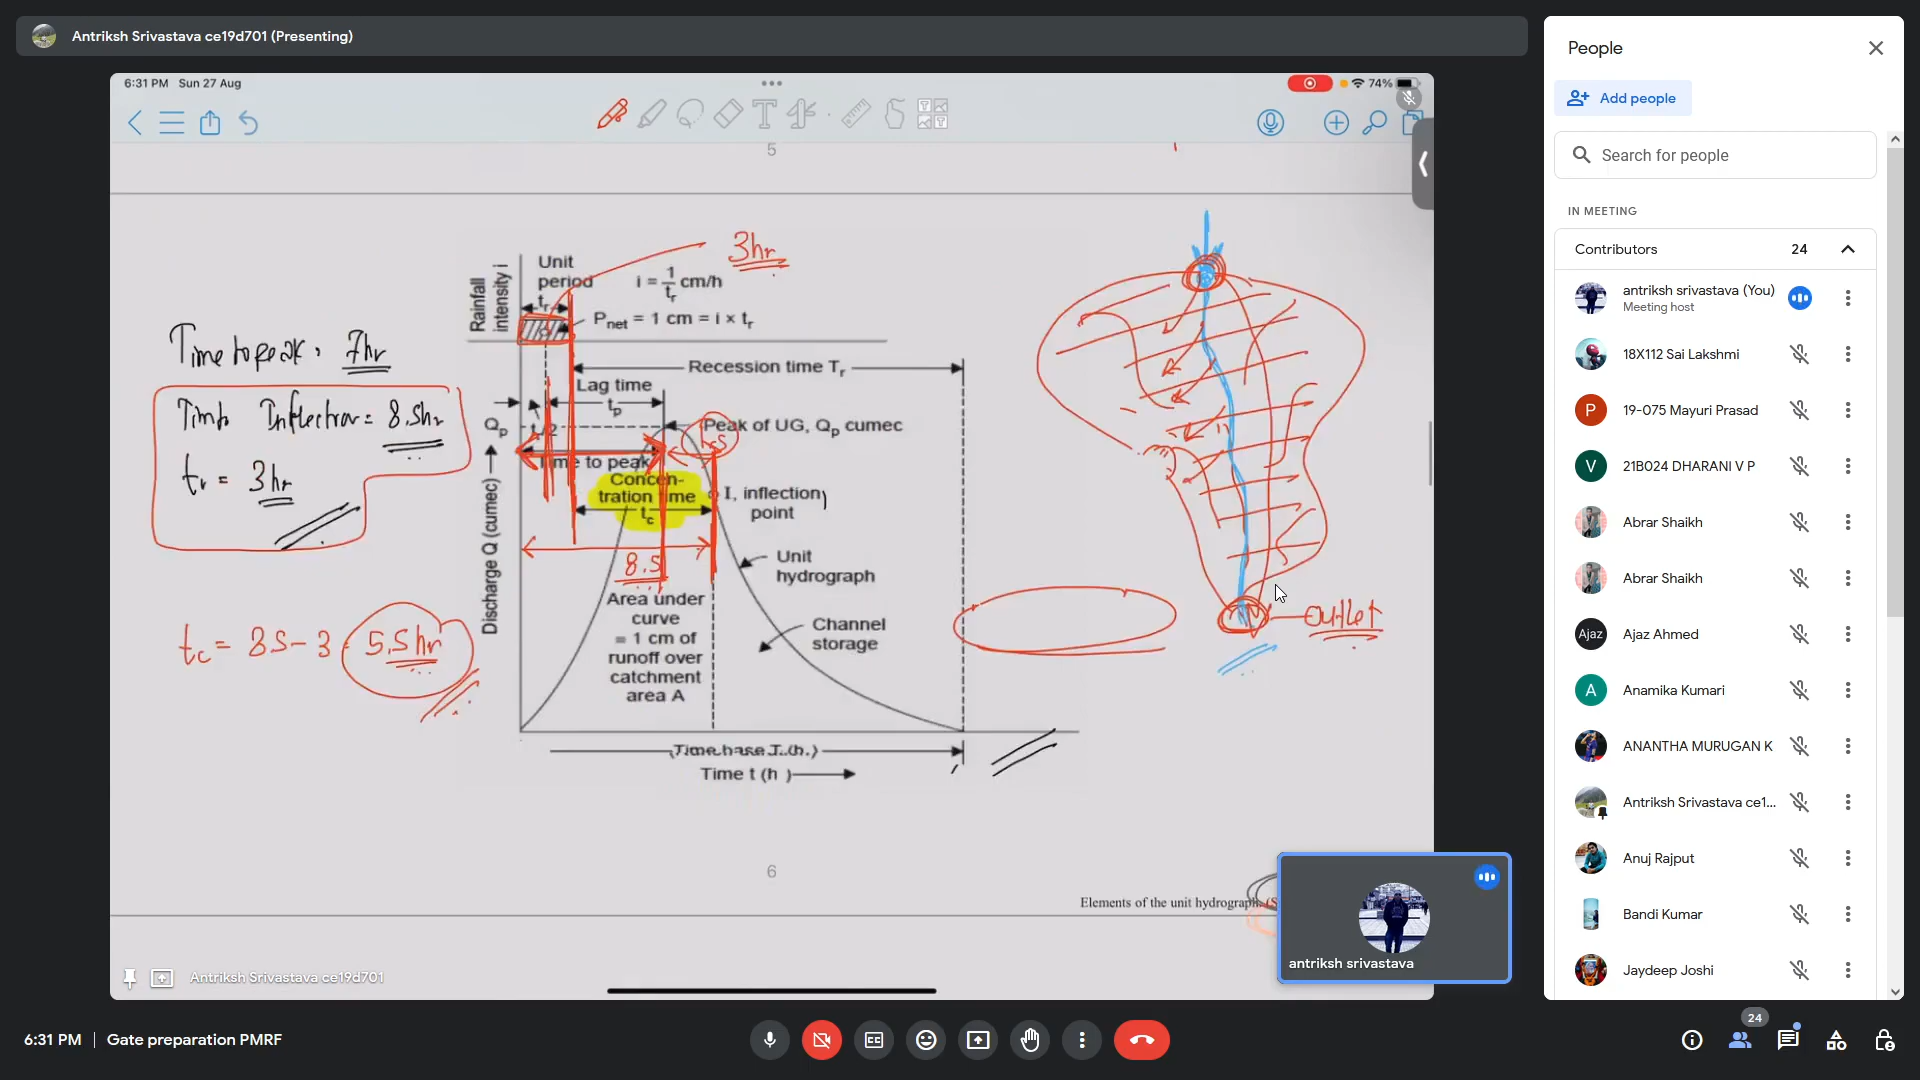 Antriksh Srivastava ce19d701 (Presenting)
6:31 PM Sun 27 Aug
74%
5
3hr
Rainfall
intensity i
Unit
period
tr
i = 1/tr cm/h
Pnet = 1 cm = i × tr
Time to peak = 7hr
Inflection = 8.5hr
tr = 3hr
tc = 8.5 - 3 = 5.5hr
Recession time Tr
Lag time
tp
Qp
Peak of UG, Qp cumec
Time to peak
1.5
Concen-
tration time
tc
I, inflection
point
8.5
Discharge Q (cumec)
Unit
hydrograph
Area under
curve
= 1 cm of
runoff over
catchment
area A
Channel
storage
Time base T (h.)
Time t (h )
outlet
6
Elements of the unit hydrograph. (S
antriksh srivastava
Antriksh Srivastava ce19d701
People
Add people
Search for people
IN MEETING
Contributors 24
antriksh srivastava (You)
Meeting host
18X112 Sai Lakshmi
P 19-075 Mayuri Prasad
V 21B024 DHARANI V P
Abrar Shaikh
Abrar Shaikh
Ajaz Ajaz Ahmed
A Anamika Kumari
ANANTHA MURUGAN K
Antriksh Srivastava ce1...
Anuj Rajput
Bandi Kumar
Jaydeep Joshi
6:31 PM | Gate preparation PMRF
24